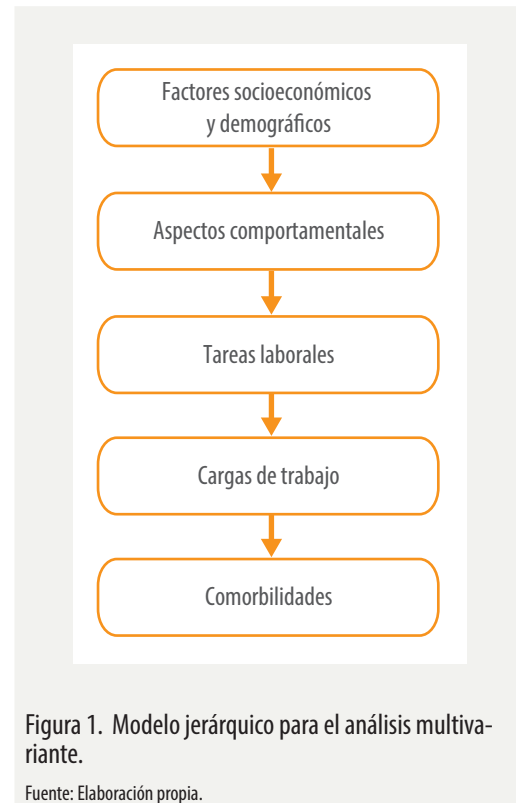 Factores socioeconómicos
y demográficos
Aspectos comportamentales
Tareas laborales
Cargas de trabajo
Comorbilidades
Figura 1. Modelo jerárquico para el análisis multiva-
riante.
Fuente: Elaboración propia.